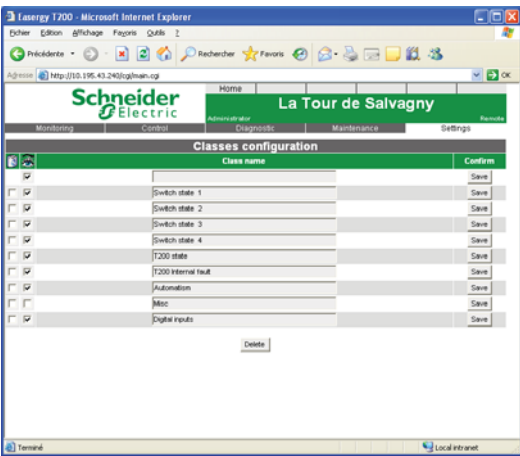 Easergy T200 - Microsoft Internet Explorer
Fichier Edition Affichage Favoris Outils ?
Précédente Rechercher Favoris
Adresse http://10.195.43.240/cgi/main.cgi OK
Schneider Electric
Home
La Tour de Salvagny
Administrator Remote
Monitoring Control Diagnostic Maintenance Settings
Classes configuration
Class name Confirm
Save
Switch state 1 Save
Switch state 2 Save
Switch state 3 Save
Switch state 4 Save
T200 state Save
T200 Internal fault Save
Automatism Save
Misc Save
Digital inputs Save
Delete
Terminé Local intranet